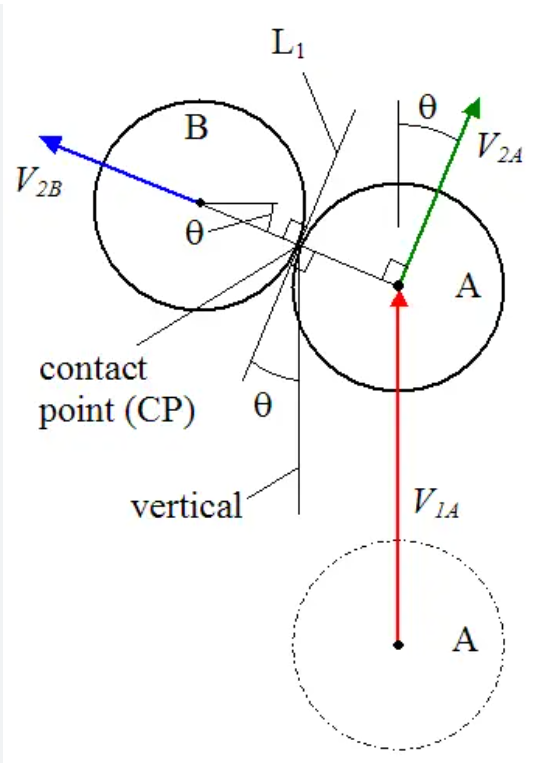 L1
B
θ
V2A
V2B
θ
A
contact
point (CP)
θ
vertical
V1A
A